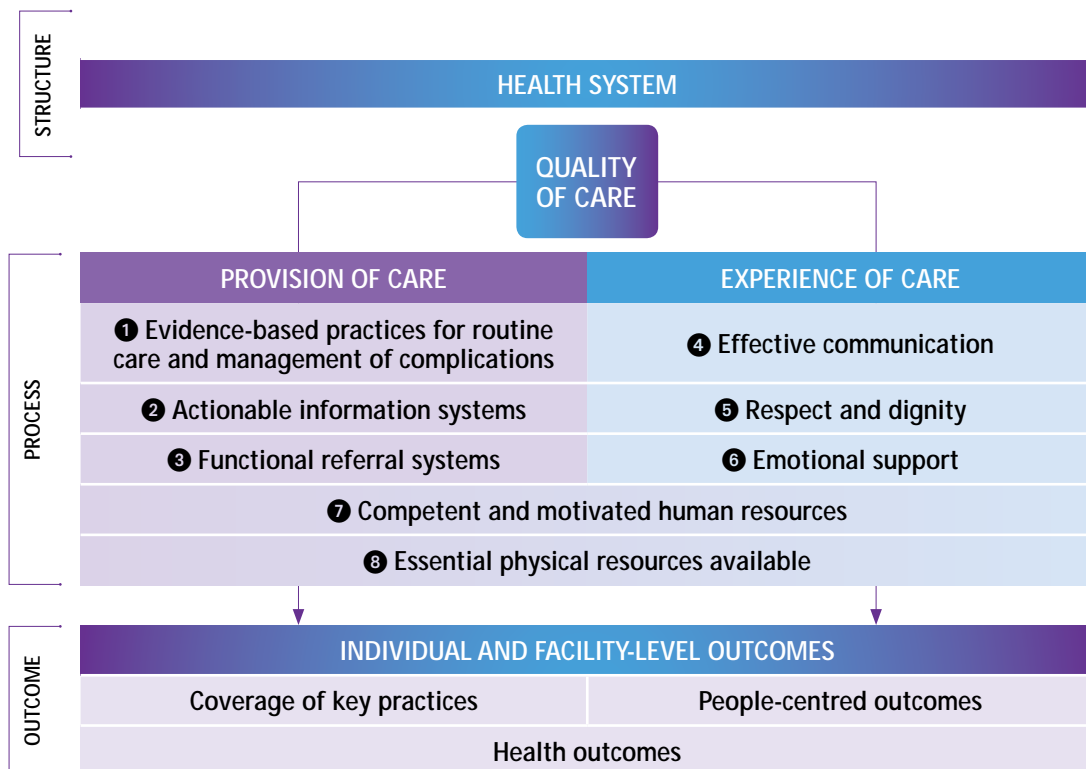 STRUCTURE
HEALTH SYSTEM
QUALITY
OF CARE
PROCESS
PROVISION OF CARE
EXPERIENCE OF CARE
❶ Evidence-based practices for routine
care and management of complications
❹ Effective communication
❷ Actionable information systems
❺ Respect and dignity
❸ Functional referral systems
❻ Emotional support
❼ Competent and motivated human resources
❽ Essential physical resources available
OUTCOME
INDIVIDUAL AND FACILITY-LEVEL OUTCOMES
Coverage of key practices
People-centred outcomes
Health outcomes